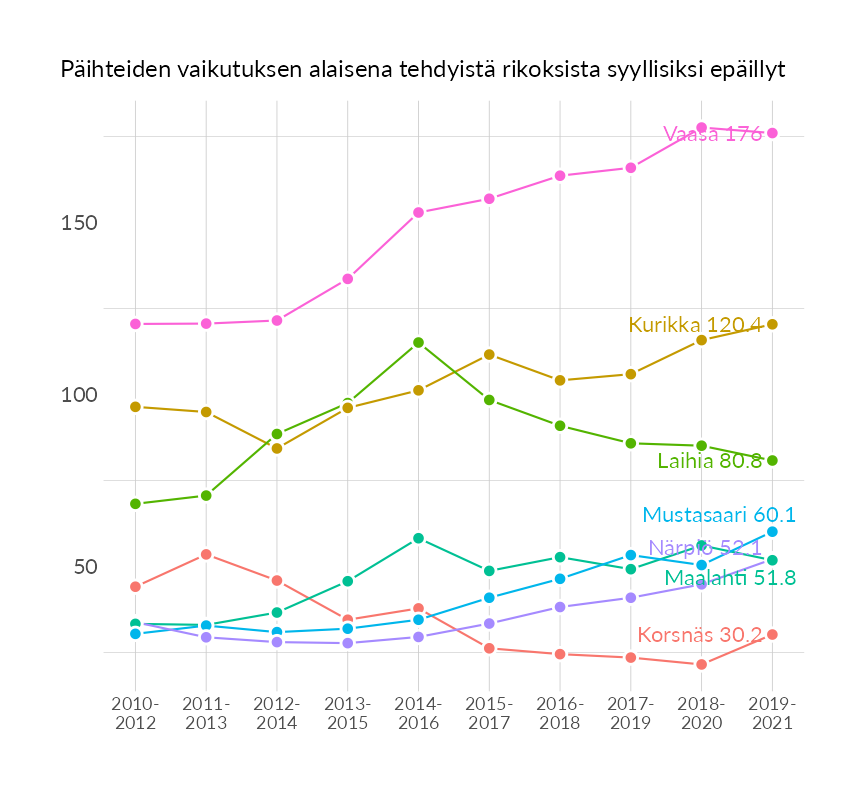 Päihteiden vaikutuksen alaisena tehdyistä rikoksista syyllisiksi epäillyt
Vaasa 176
150
Kurikka 120.4
100
Laihia 80.8
Mustasaari 60.1
Närpiö 52.1
50
Maalahti 51.8
Korsnäs 30.2
2010- 2011- 2012- 2013- 2014- 2015- 2016- 2017- 2018- 2019-
2012 2013 2014 2015 2016 2017 2018 2019 2020 2021